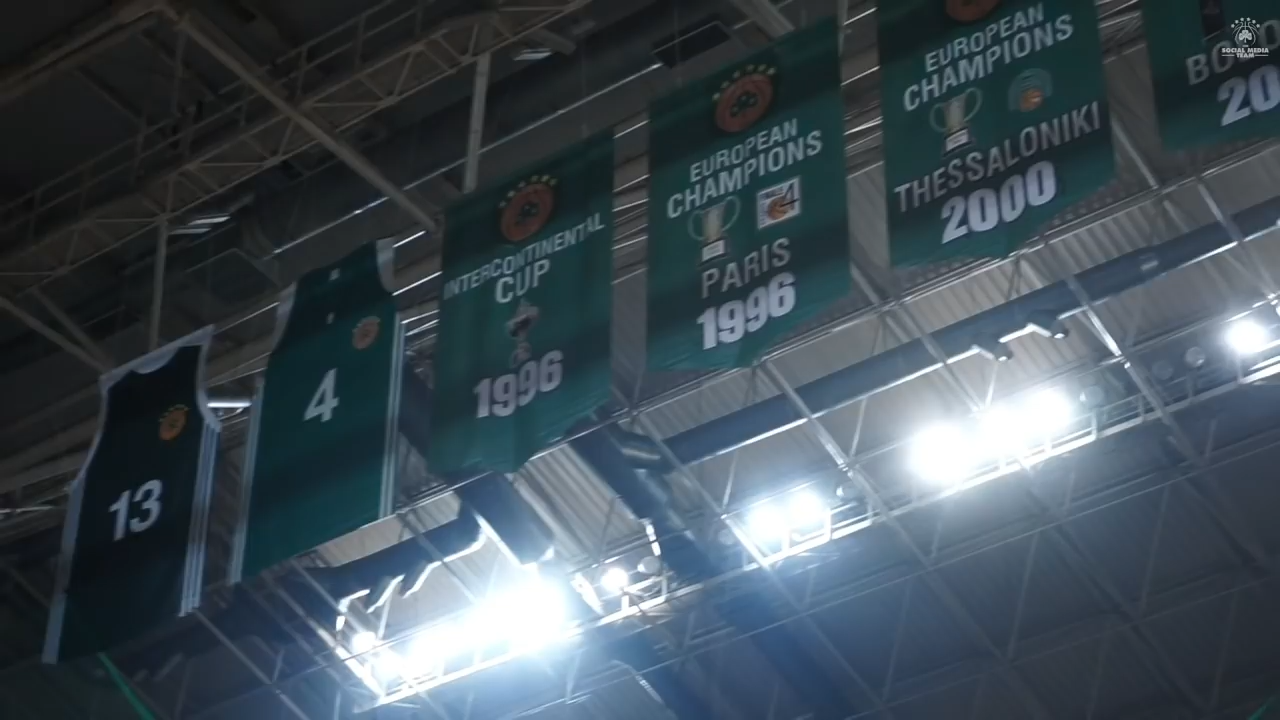 13
4
INTERCONTINENTAL
CUP
1996
EUROPEAN
CHAMPIONS
PARIS
1996
EUROPEAN
CHAMPIONS
THESSALONIKI
2000
SOCIAL MEDIA
TEAM